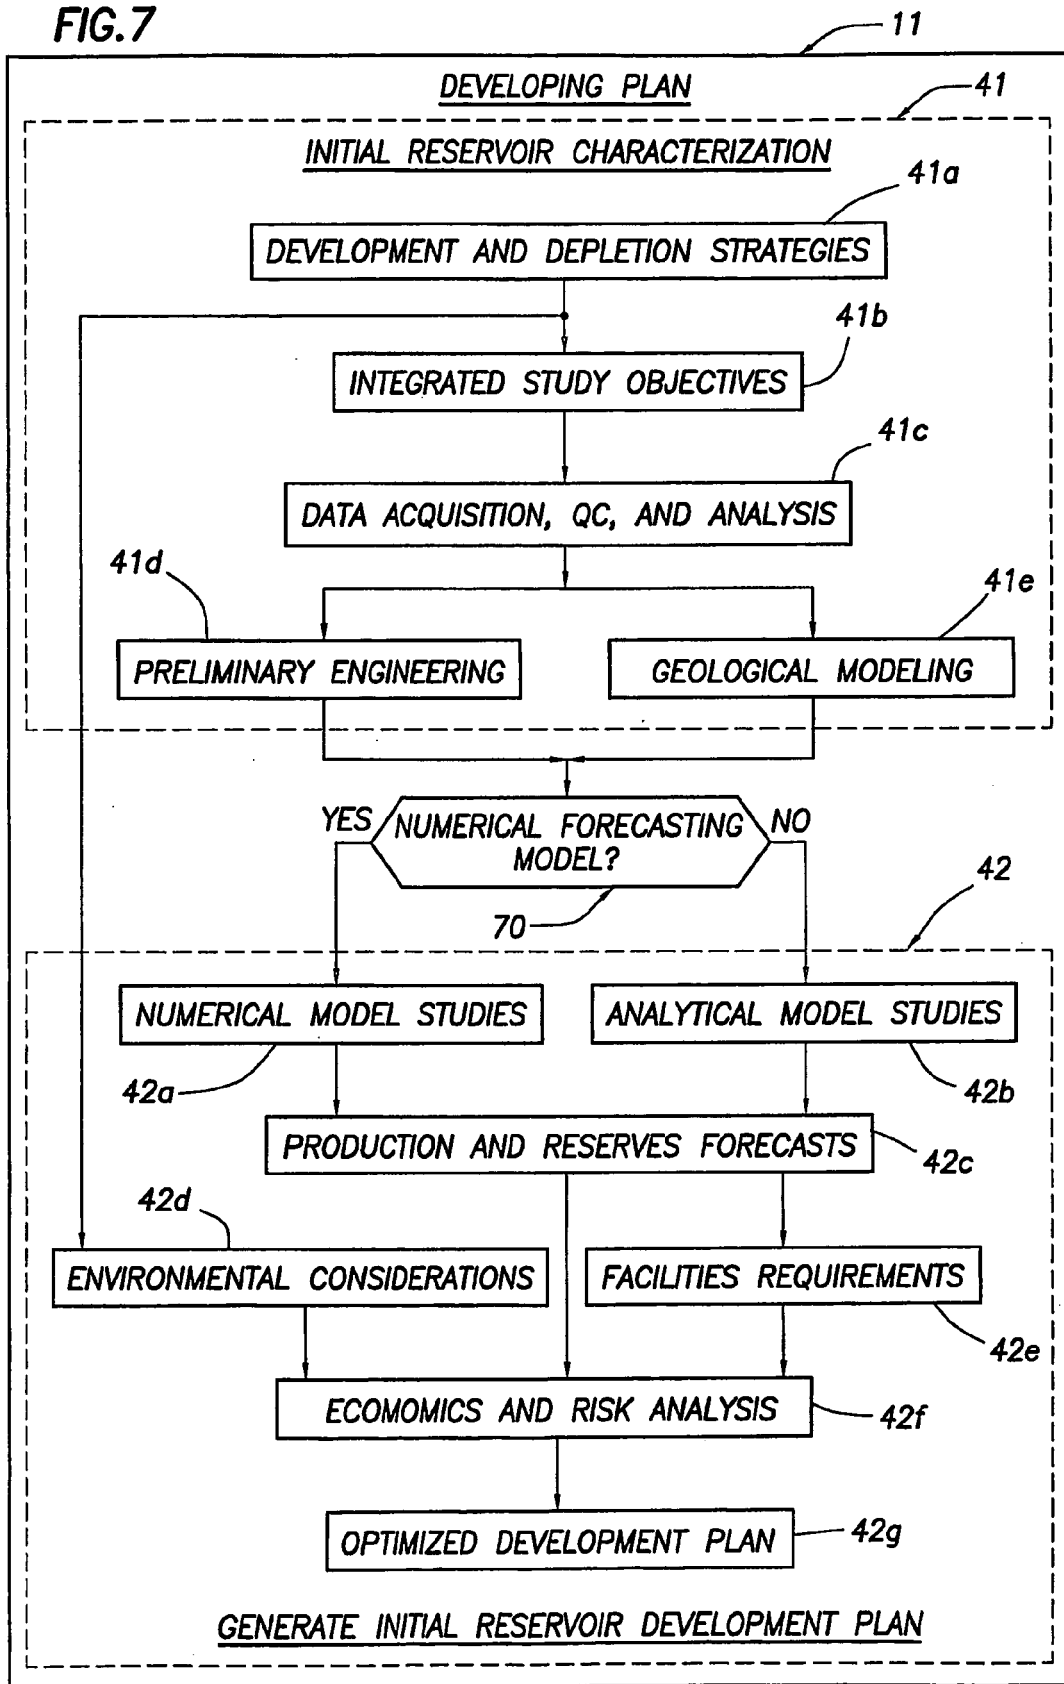 FIG.7
11
DEVELOPING PLAN
41
INITIAL RESERVOIR CHARACTERIZATION
41a
DEVELOPMENT AND DEPLETION STRATEGIES
41b
INTEGRATED STUDY OBJECTIVES
41c
DATA ACQUISITION, QC, AND ANALYSIS
41d
41e
PRELIMINARY ENGINEERING
GEOLOGICAL MODELING
YES
NUMERICAL FORECASTING
MODEL?
NO
70
42
NUMERICAL MODEL STUDIES
ANALYTICAL MODEL STUDIES
42a
42b
PRODUCTION AND RESERVES FORECASTS
42c
42d
ENVIRONMENTAL CONSIDERATIONS
FACILITIES REQUIREMENTS
42e
ECOMOMICS AND RISK ANALYSIS
42f
OPTIMIZED DEVELOPMENT PLAN
42g
GENERATE INITIAL RESERVOIR DEVELOPMENT PLAN